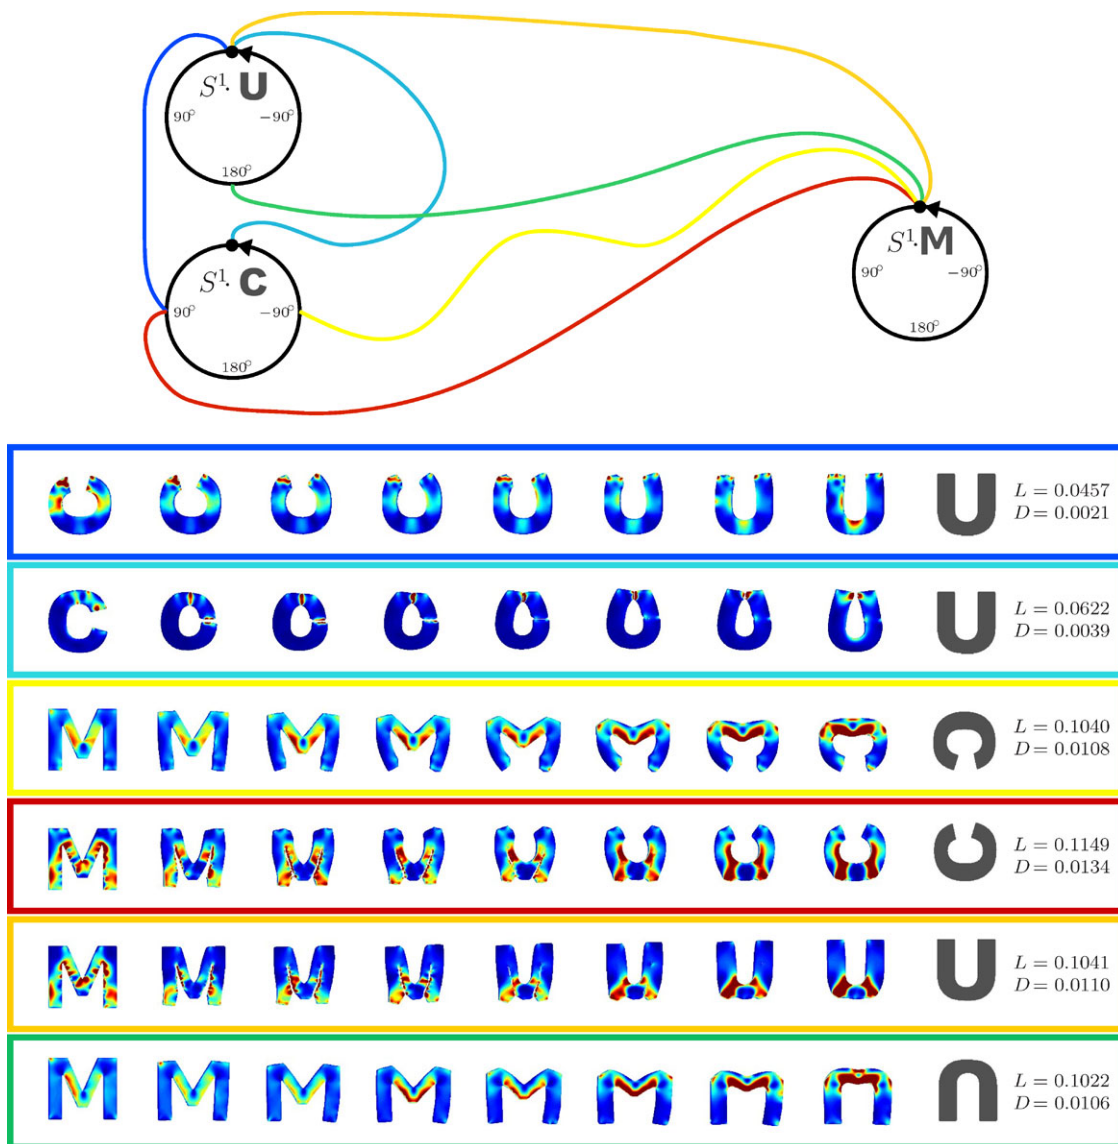 S¹· U
90° −90°
180°
S¹· C
90° −90°
180°
S¹· M
90° −90°
180°
U
L = 0.0457
D = 0.0021
C
U
L = 0.0622
D = 0.0039
M
C
L = 0.1040
D = 0.0108
M
C
L = 0.1149
D = 0.0134
M
U
L = 0.1041
D = 0.0110
M
U
L = 0.1022
D = 0.0106